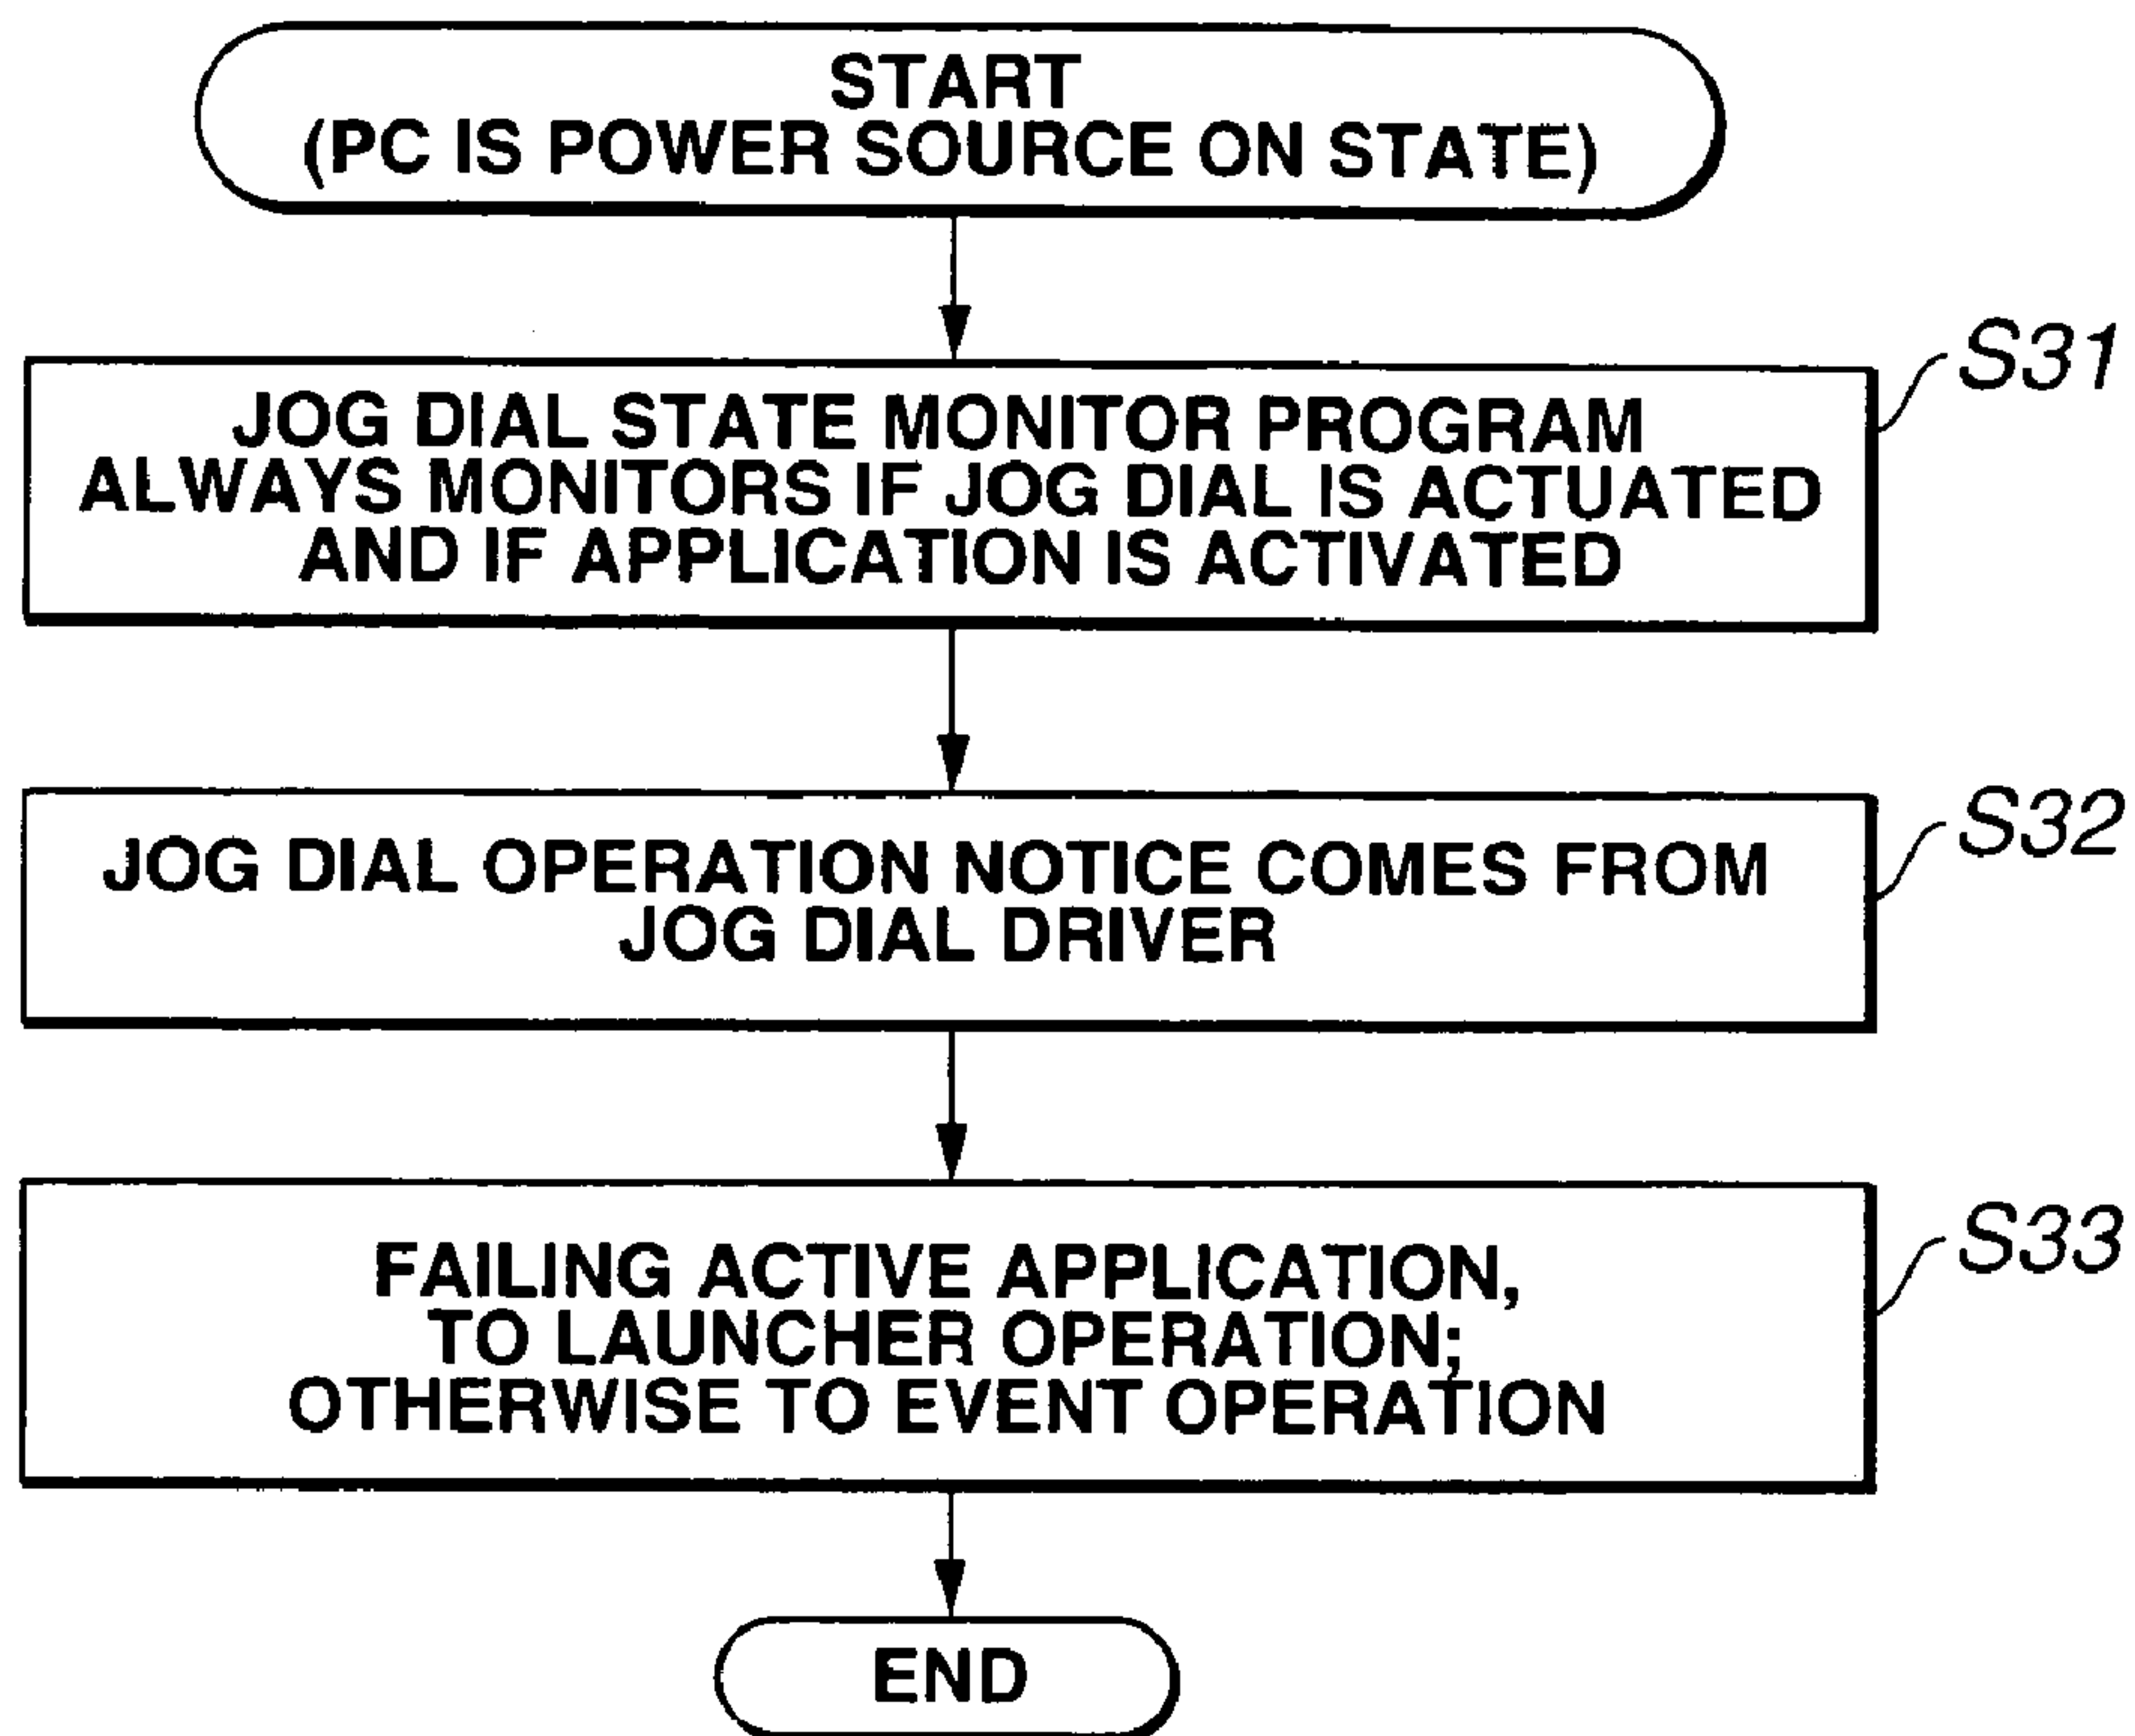 START
(PC IS POWER SOURCE ON STATE)
S31
JOG DIAL STATE MONITOR PROGRAM
ALWAYS MONITORS IF JOG DIAL IS ACTUATED
AND IF APPLICATION IS ACTIVATED
S32
JOG DIAL OPERATION NOTICE COMES FROM
JOG DIAL DRIVER
S33
FAILING ACTIVE APPLICATION,
TO LAUNCHER OPERATION;
OTHERWISE TO EVENT OPERATION
END